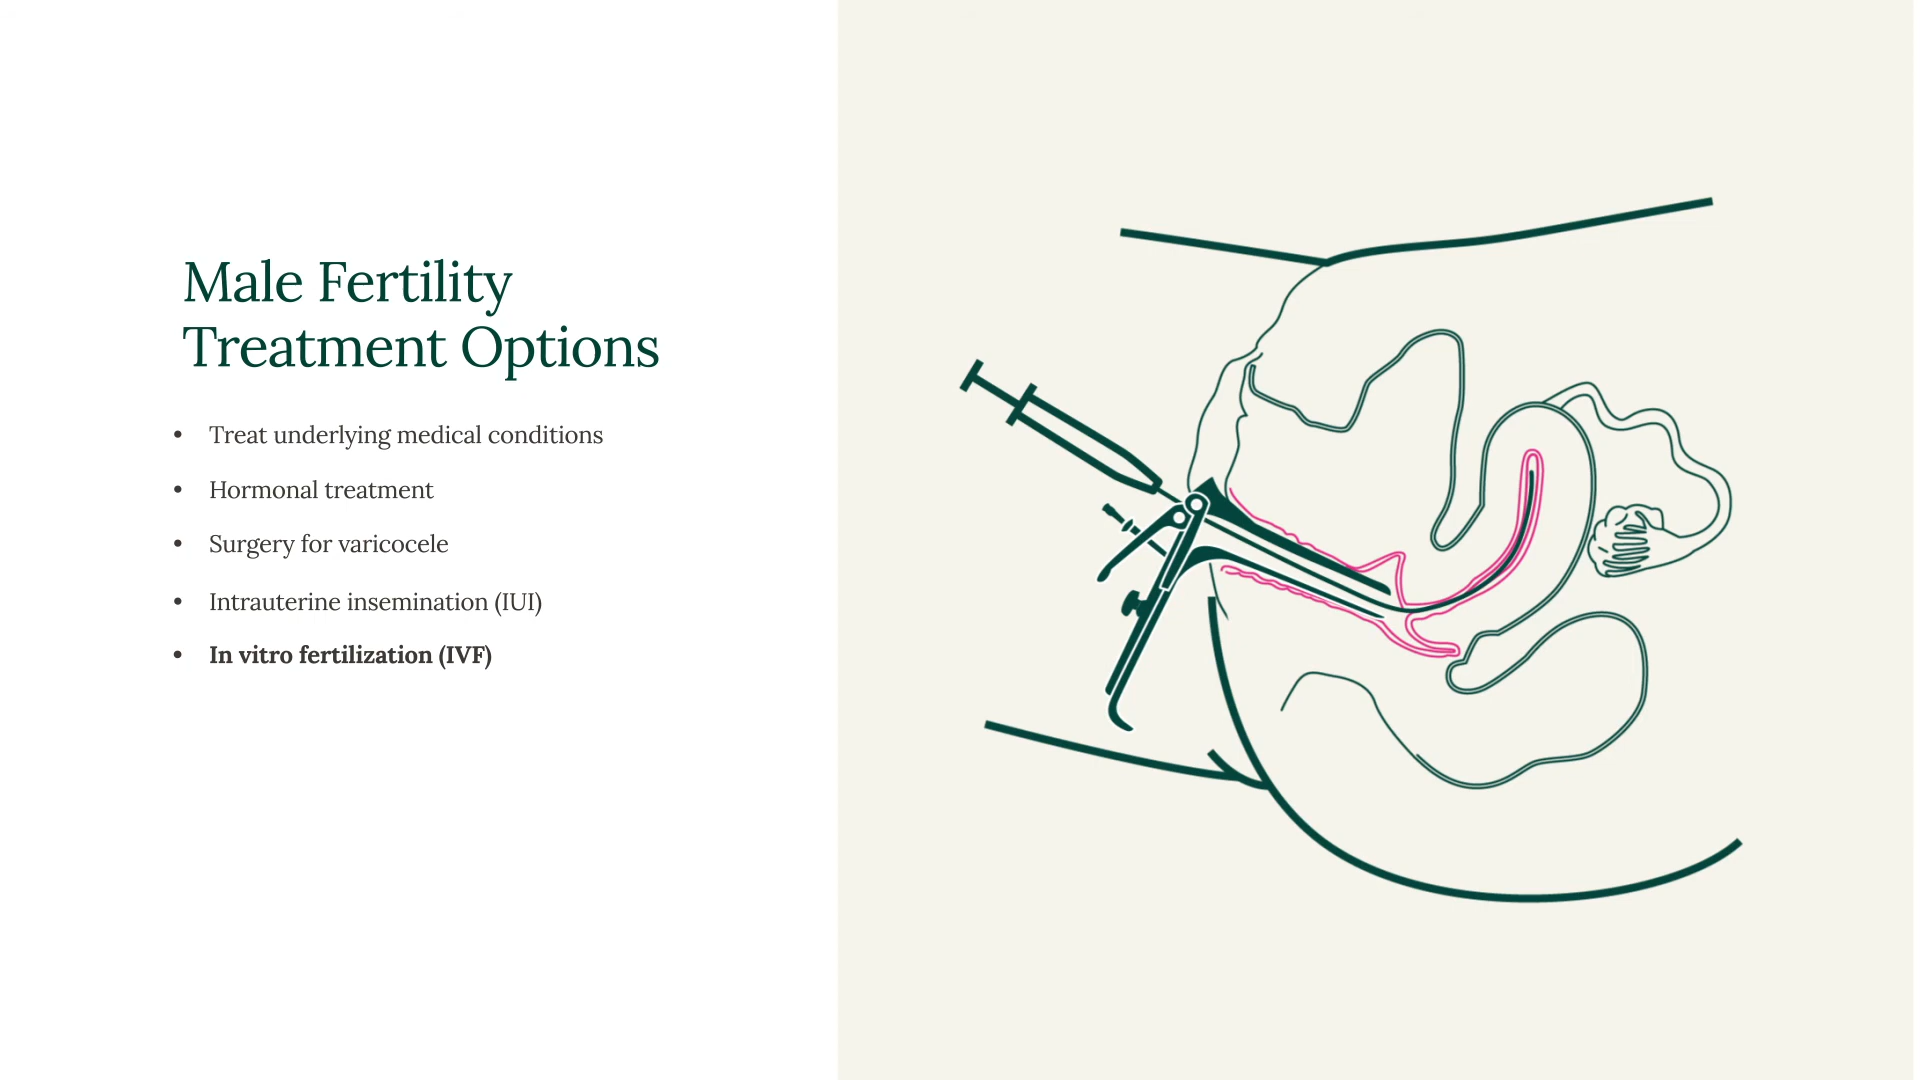 Male Fertility
Treatment Options
• Treat underlying medical conditions
• Hormonal treatment
• Surgery for varicocele
• Intrauterine insemination (IUI)
• In vitro fertilization (IVF)